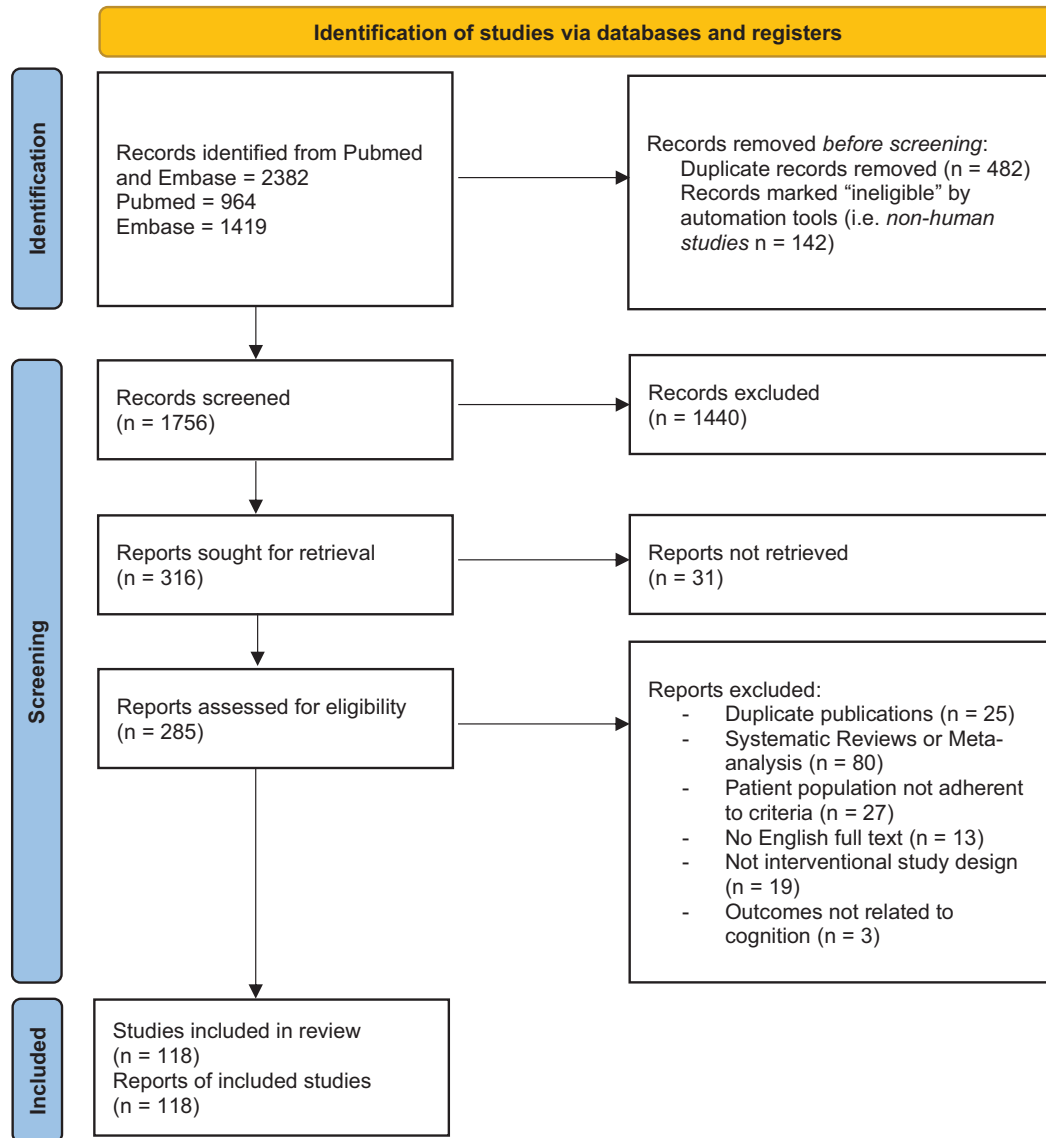 Identification of studies via databases and registers
Identification
Records identified from Pubmed
and Embase = 2382
Pubmed = 964
Embase = 1419
Records removed before screening:
Duplicate records removed (n = 482)
Records marked “ineligible” by
automation tools (i.e. non-human
studies n = 142)
Screening
Records screened
(n = 1756)
Records excluded
(n = 1440)
Reports sought for retrieval
(n = 316)
Reports not retrieved
(n = 31)
Reports assessed for eligibility
(n = 285)
Reports excluded:
- Duplicate publications (n = 25)
- Systematic Reviews or Meta-
analysis (n = 80)
- Patient population not adherent
to criteria (n = 27)
- No English full text (n = 13)
- Not interventional study design
(n = 19)
- Outcomes not related to
cognition (n = 3)
Included
Studies included in review
(n = 118)
Reports of included studies
(n = 118)